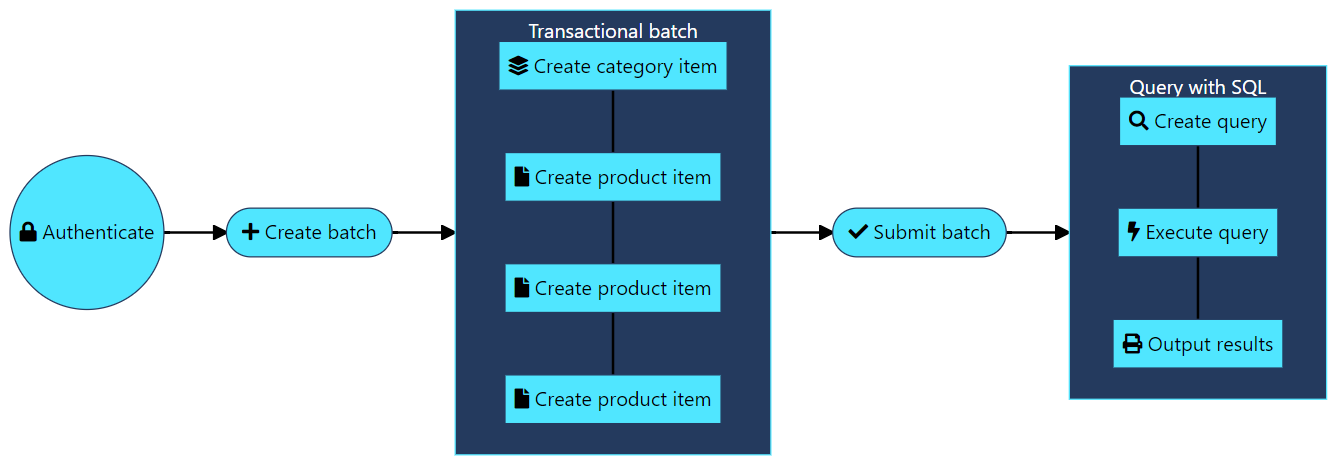 Authenticate
Create batch
Transactional batch
Create category item
Create product item
Create product item
Create product item
Submit batch
Query with SQL
Create query
Execute query
Output results